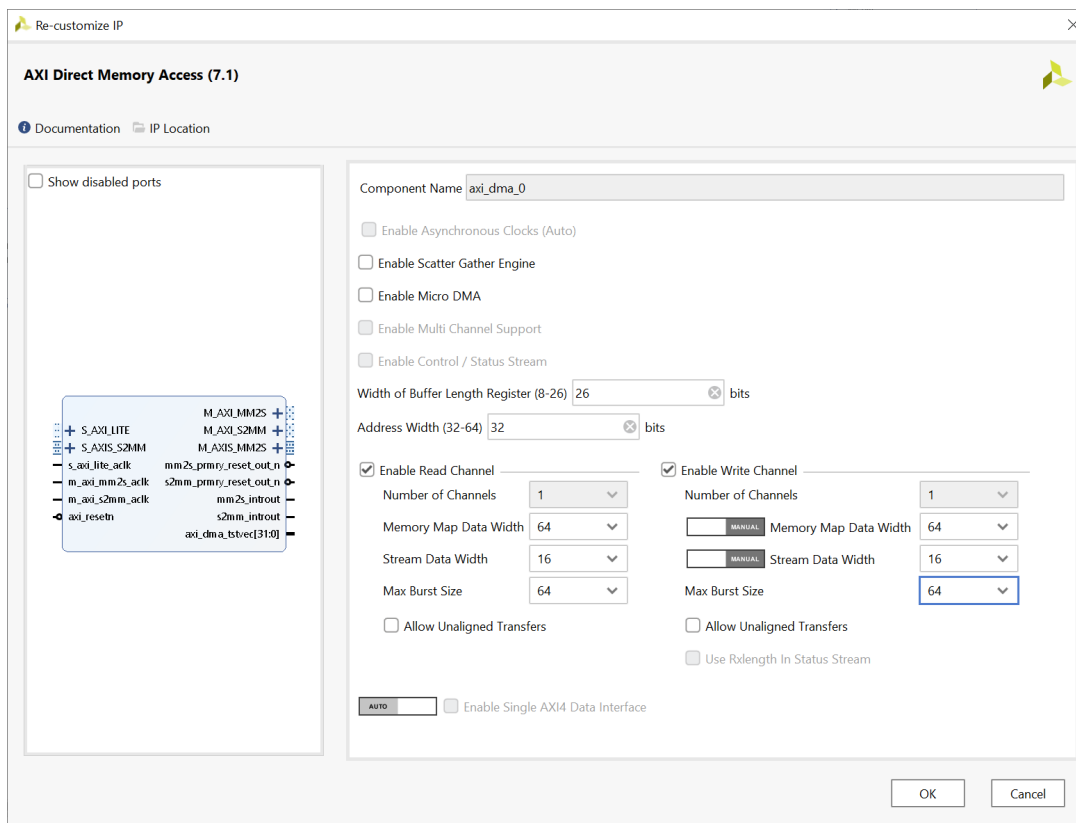 Re-customize IP
AXI Direct Memory Access (7.1)
Documentation IP Location
Show disabled ports
M_AXI_MM2S
S_AXI_LITE M_AXI_S2MM
S_AXIS_S2MM M_AXIS_MM2S
s_axi_lite_aclk mm2s_prmry_reset_out_n
m_axi_mm2s_aclk s2mm_prmry_reset_out_n
m_axi_s2mm_aclk mm2s_introut
axi_resetn s2mm_introut
axi_dma_tstvec[31:0]
Component Name axi_dma_0
Enable Asynchronous Clocks (Auto)
Enable Scatter Gather Engine
Enable Micro DMA
Enable Multi Channel Support
Enable Control / Status Stream
Width of Buffer Length Register (8-26) 26 bits
Address Width (32-64) 32 bits
Enable Read Channel
Number of Channels 1
Memory Map Data Width 64
Stream Data Width 16
Max Burst Size 64
Allow Unaligned Transfers
Enable Write Channel
Number of Channels 1
MANUAL Memory Map Data Width 64
MANUAL Stream Data Width 16
Max Burst Size 64
Allow Unaligned Transfers
Use Rxlength In Status Stream
AUTO Enable Single AXI4 Data Interface
OK Cancel